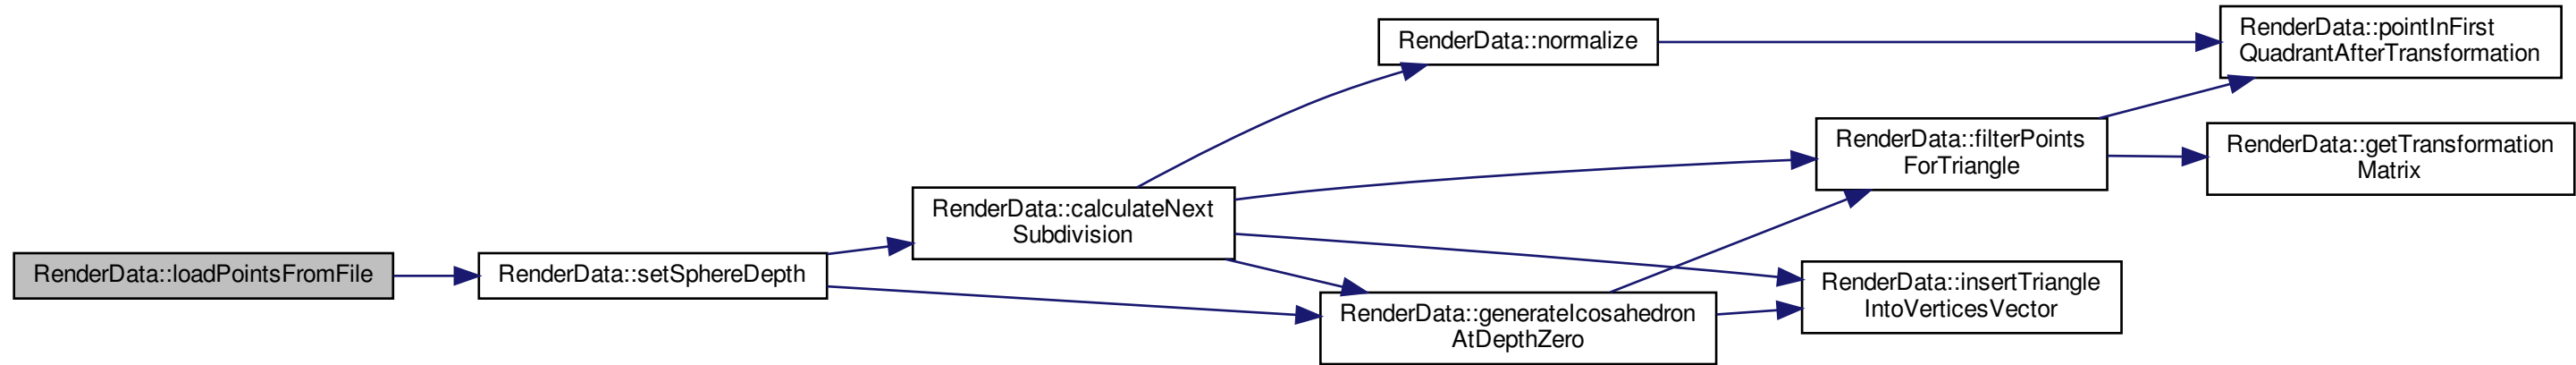 RenderData::loadPointsFromFile
RenderData::setSphereDepth
RenderData::calculateNext
Subdivision
RenderData::normalize
RenderData::generateIcosahedron
AtDepthZero
RenderData::filterPoints
ForTriangle
RenderData::insertTriangle
IntoVerticesVector
RenderData::pointInFirst
QuadrantAfterTransformation
RenderData::getTransformation
Matrix